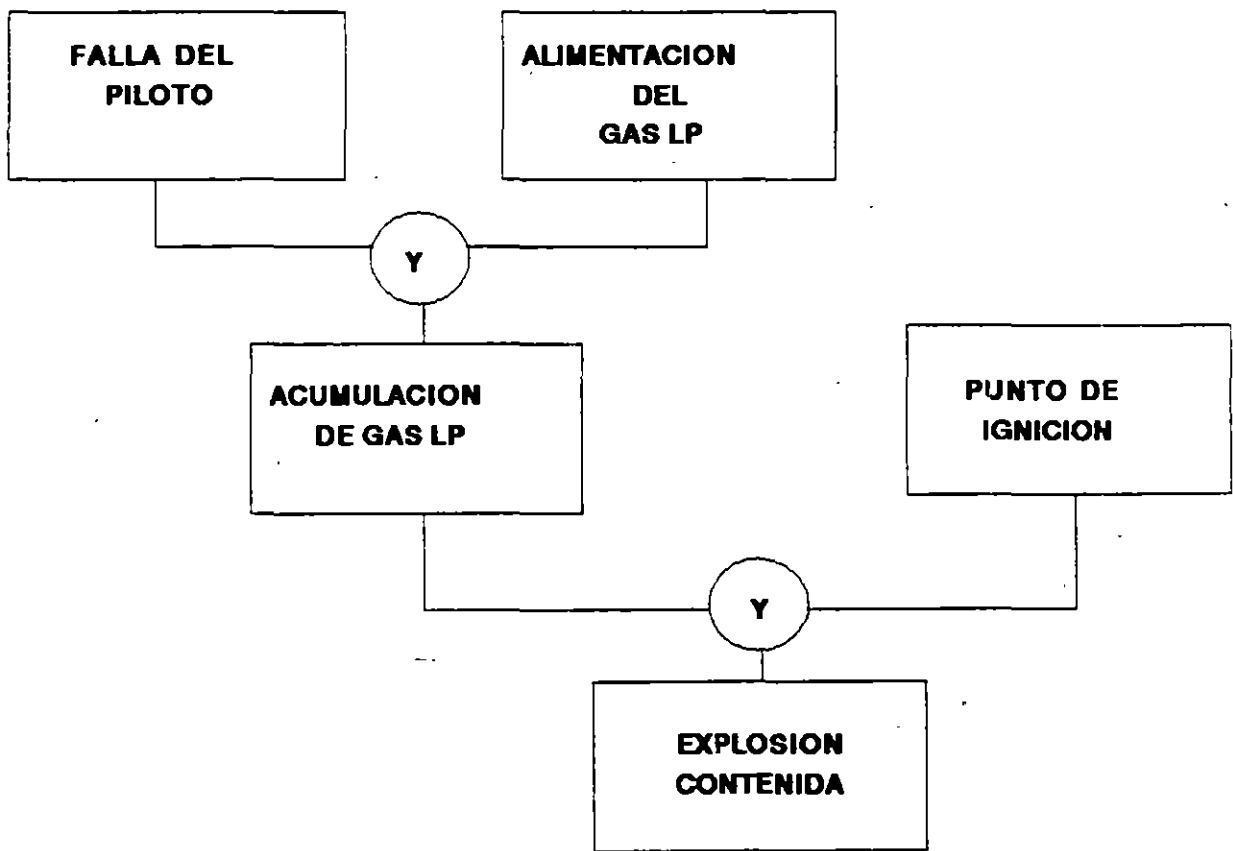 FALLA DEL
PILOTO
ALIMENTACION
DEL
GAS LP
Y
ACUMULACION
DE GAS LP
PUNTO DE
IGNICION
Y
EXPLOSION
CONTENIDA